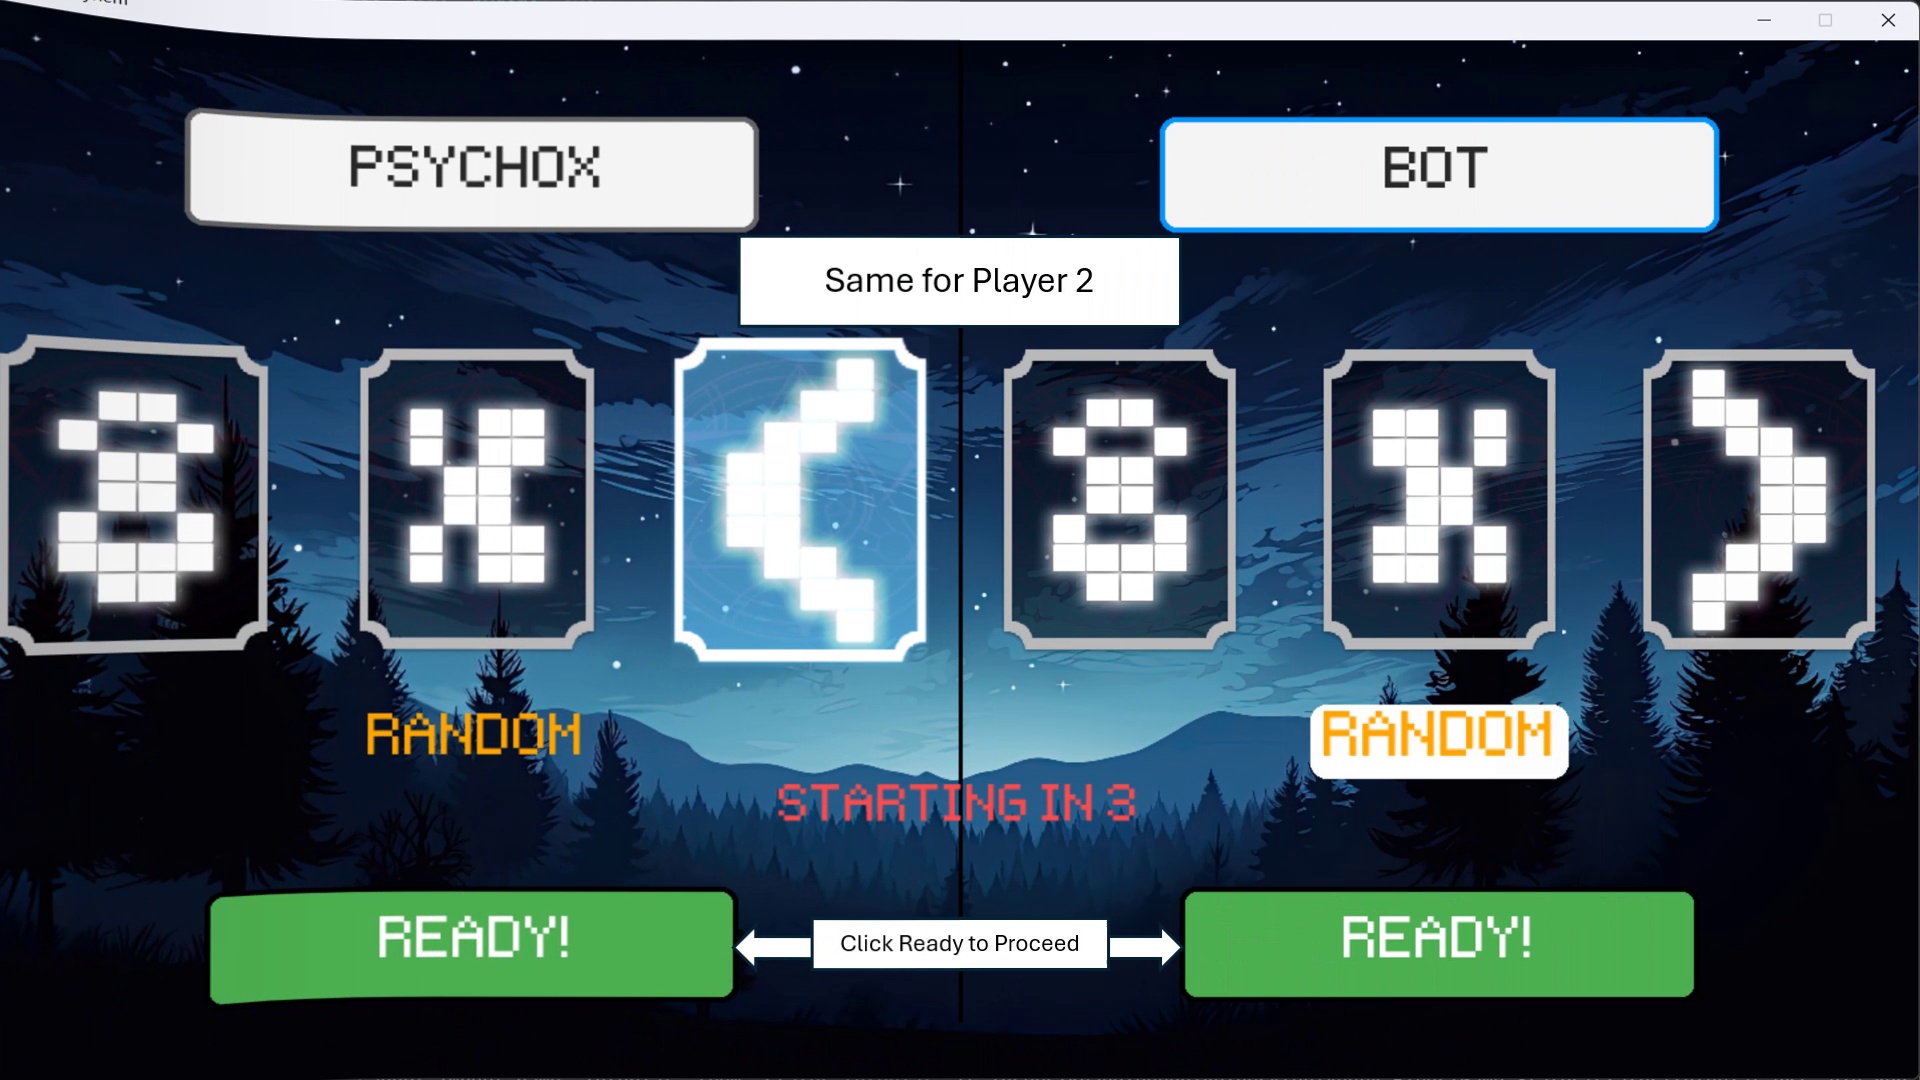 PSYCHOX
BOT
Same for Player 2
RANDOM
RANDOM
STARTING IN 3
READY!
Click Ready to Proceed
READY!